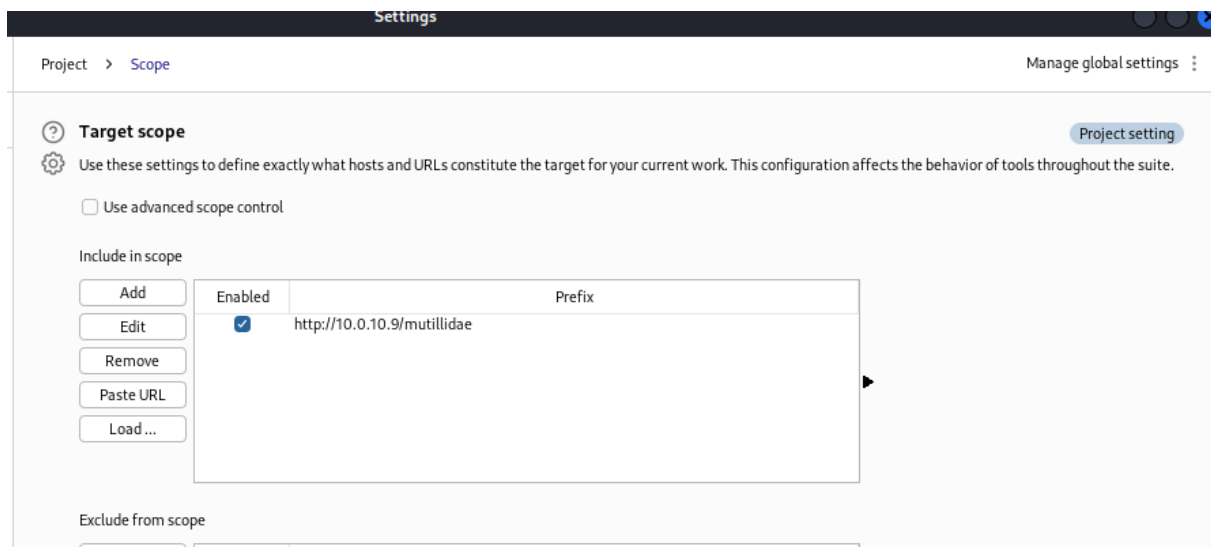 Settings
Project > Scope
Manage global settings
Target scope
Project setting
Use these settings to define exactly what hosts and URLs constitute the target for your current work. This configuration affects the behavior of tools throughout the suite.
Use advanced scope control
Include in scope
Add
Enabled
Prefix
Edit
http://10.0.10.9/mutillidae
Remove
Paste URL
Load ...
Exclude from scope